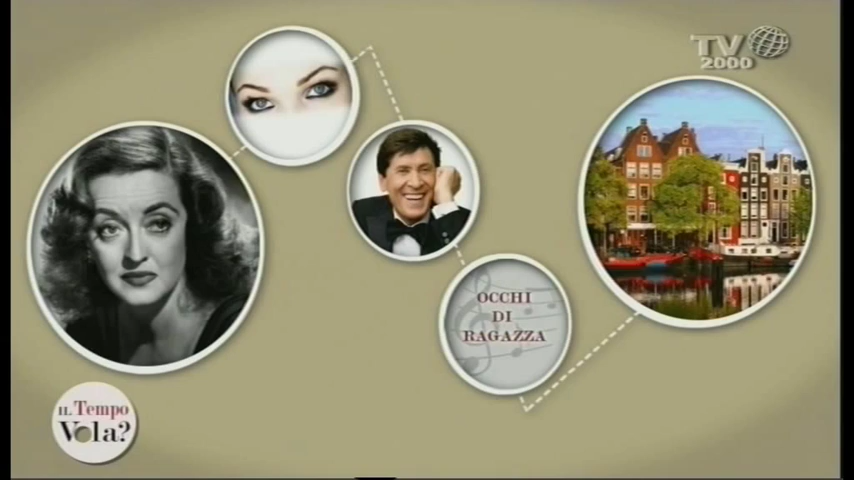 TV
2000
OCCHI
DI
RAGAZZA
IL Tempo
Vola?